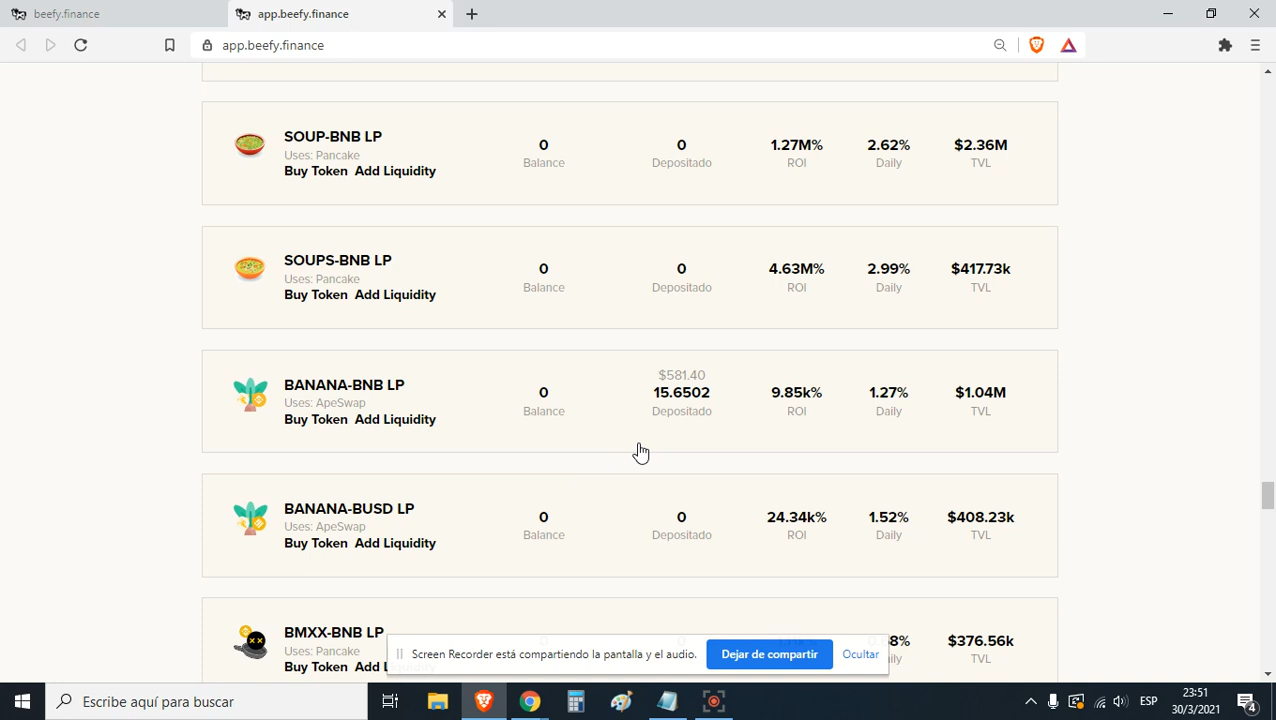 beefy.finance
app.beefy.finance
app.beefy.finance
SOUP-BNB LP
Uses: Pancake
Buy Token Add Liquidity
0
Balance
0
Depositado
1.27M%
ROI
2.62%
Daily
$2.36M
TVL
SOUPS-BNB LP
Uses: Pancake
Buy Token Add Liquidity
0
Balance
0
Depositado
4.63M%
ROI
2.99%
Daily
$417.73k
TVL
BANANA-BNB LP
Uses: ApeSwap
Buy Token Add Liquidity
0
Balance
$581.40
15.6502
Depositado
9.85k%
ROI
1.27%
Daily
$1.04M
TVL
BANANA-BUSD LP
Uses: ApeSwap
Buy Token Add Liquidity
0
Balance
0
Depositado
24.34k%
ROI
1.52%
Daily
$408.23k
TVL
BMXX-BNB LP
Uses: Pancake
Buy Token
$376.56k
TVL
Screen Recorder está compartiendo la pantalla y el audio.
Dejar de compartir
Ocultar
Escribe aquí para buscar
ESP
23:51
30/3/2021
4